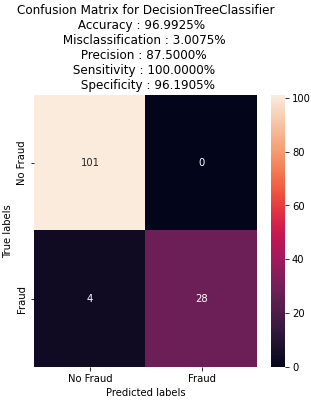 Confusion Matrix for DecisionTreeClassifier
Accuracy : 96.9925%
Misclassification : 3.0075%
Precision : 87.5000%
Sensitivity : 100.0000%
Specificity : 96.1905%
True labels
No Fraud
Fraud
101
0
4
28
No Fraud
Fraud
Predicted labels
100
80
60
40
20
0